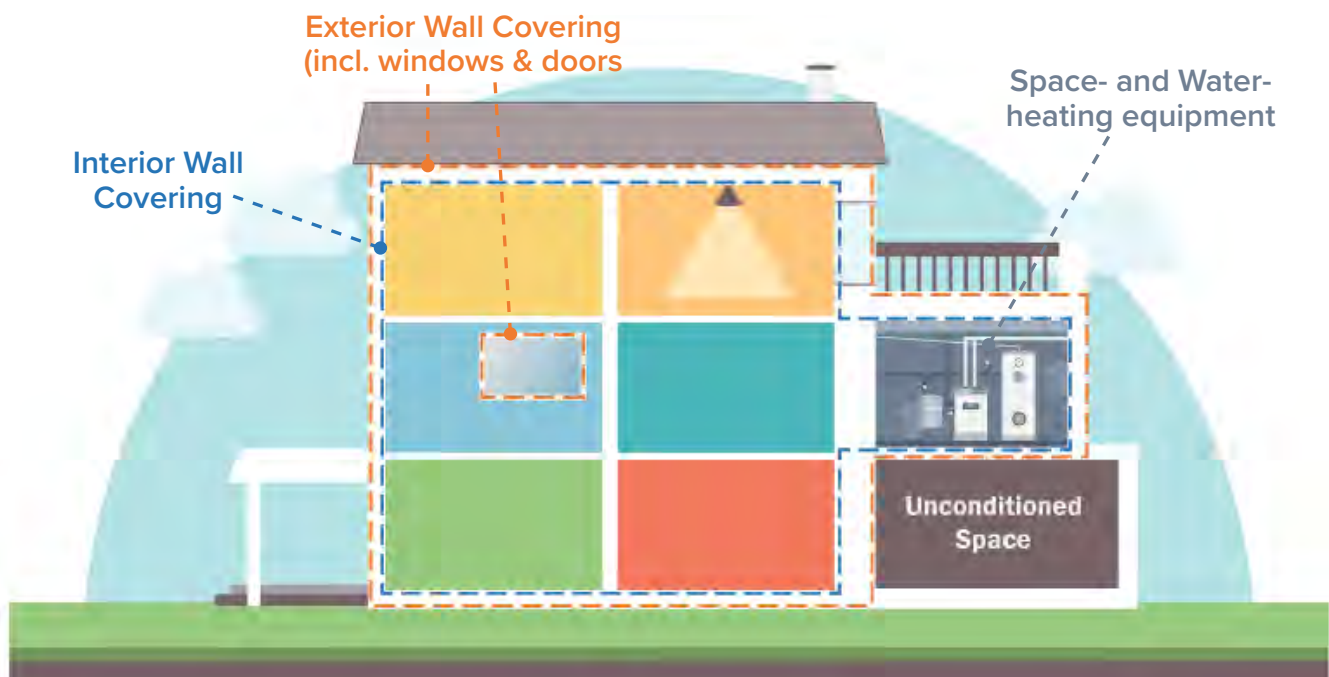 Exterior Wall Covering
(incl. windows & doors
Space- and Water-
heating equipment
Interior Wall
Covering
Unconditioned
Space